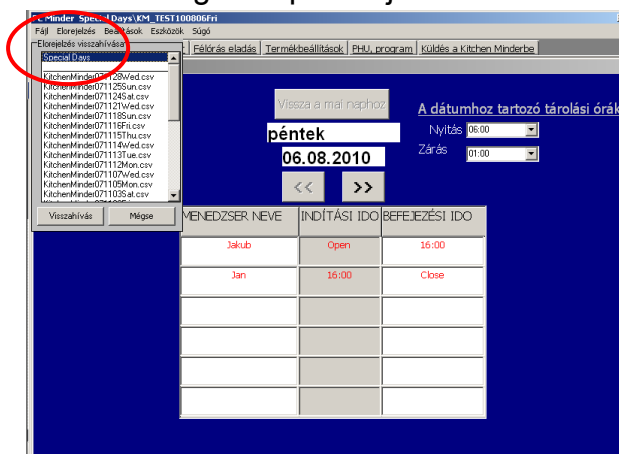 Minder Special Days\KM_TEST100806Fri
Fájl Elorejelzés Beállítások Eszközök Súgó
Elorejelzés visszahívása
Félórás eladás Termékbeállítások PHU, program Küldés a Kitchen Minderbe
Special Days
KitchenMinder071128Wed.csv
KitchenMinder071125Sun.csv
KitchenMinder071124Sat.csv
KitchenMinder071121Wed.csv
KitchenMinder071118Sun.csv
KitchenMinder071116Fri.csv
KitchenMinder071115Thu.csv
KitchenMinder071114Wed.csv
KitchenMinder071113Tue.csv
KitchenMinder071112Mon.csv
KitchenMinder071107Wed.csv
KitchenMinder071105Mon.csv
KitchenMinder071103Sat.csv
Visszahívás Mégse
Vissza a mai naphoz
A dátumhoz tartozó tárolási órák
péntek
Nyitás 06:00
06.08.2010
Zárás 01:00
<< >>
MENEDZSER NEVE INDÍTÁSI IDO BEFEJEZÉSI IDO
Jakub Open 16:00
Jan 16:00 Close